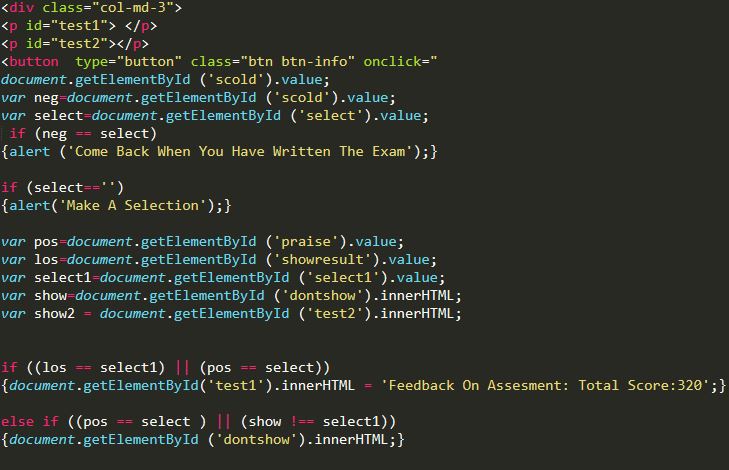 <div class="col-md-3">
<p id="test1"> </p>
<p id="test2"></p>
<button  type="button" class="btn btn-info" onclick="
document.getElementById ('scold').value;
var neg=document.getElementById ('scold').value;
var select=document.getElementById ('select').value;
 if (neg == select)
{alert ('Come Back When You Have Written The Exam');}
if (select=='')
{alert('Make A Selection');}
var pos=document.getElementById ('praise').value;
var los=document.getElementById ('showresult').value;
var select1=document.getElementById ('select1').value;
var show=document.getElementById ('dontshow').innerHTML;
var show2 = document.getElementById ('test2').innerHTML;
if ((los == select1) || (pos == select))
{document.getElementById('test1').innerHTML = 'Feedback On Assesment: Total Score:320';}
else if ((pos == select ) || (show !== select1))
{document.getElementById ('dontshow').innerHTML;}